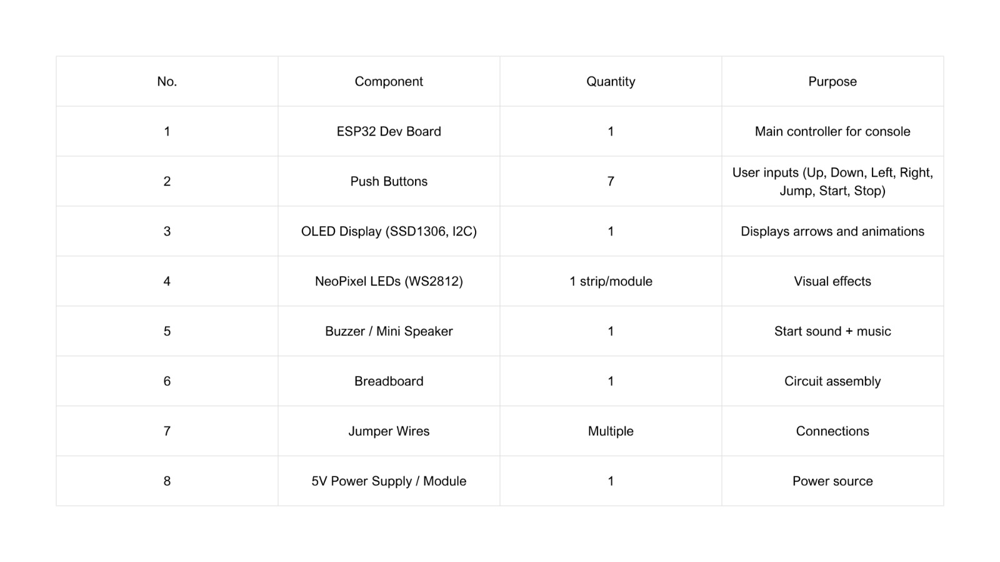 No. Component Quantity Purpose
1 ESP32 Dev Board 1 Main controller for console
2 Push Buttons 7 User inputs (Up, Down, Left, Right,
Jump, Start, Stop)
3 OLED Display (SSD1306, I2C) 1 Displays arrows and animations
4 NeoPixel LEDs (WS2812) 1 strip/module Visual effects
5 Buzzer / Mini Speaker 1 Start sound + music
6 Breadboard 1 Circuit assembly
7 Jumper Wires Multiple Connections
8 5V Power Supply / Module 1 Power source